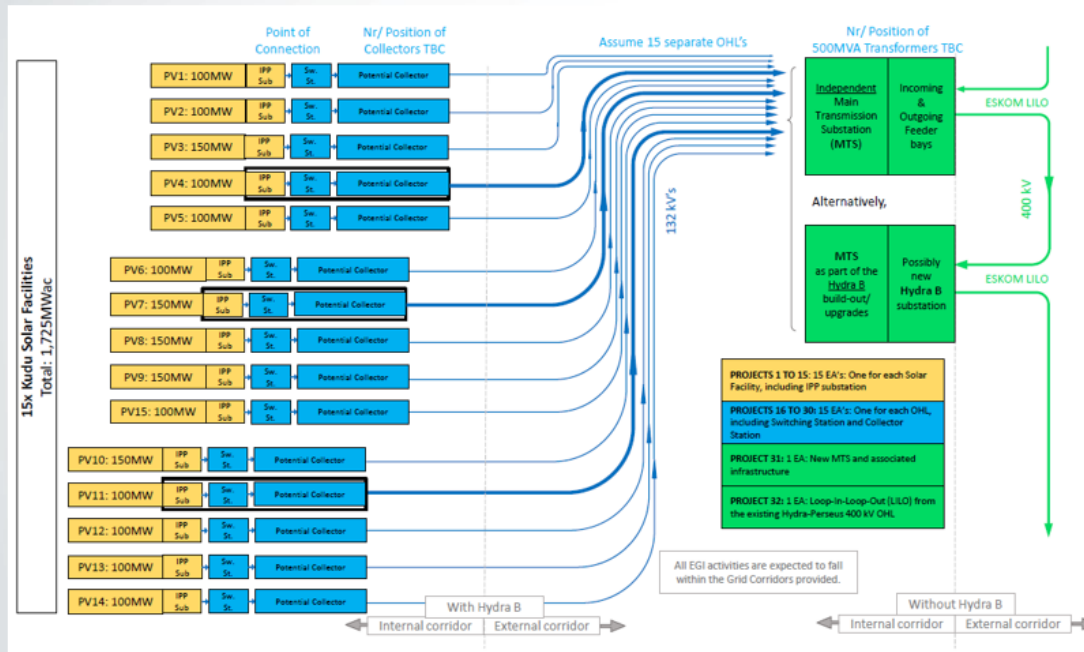 Point of
Connection
Nr/ Position of
Collectors TBC
Assume 15 separate OHL's
Nr/ Position of
500MVA Transformers TBC
15x Kudu Solar Facilities
Total: 1,725MWac
PV1: 100MW
IPP
Sub
Sw.
St.
Potential Collector
PV2: 100MW
IPP
Sub
Sw.
St.
Potential Collector
PV3: 150MW
IPP
Sub
Sw.
St.
Potential Collector
PV4: 100MW
IPP
Sub
Sw.
St.
Potential Collector
PV5: 100MW
IPP
Sub
Sw.
St.
Potential Collector
PV6: 100MW
IPP
Sub
Sw.
St.
Potential Collector
PV7: 150MW
IPP
Sub
Sw.
St.
Potential Collector
PV8: 150MW
IPP
Sub
Sw.
St.
Potential Collector
PV9: 150MW
IPP
Sub
Sw.
St.
Potential Collector
PV15: 100MW
IPP
Sub
Sw.
St.
Potential Collector
PV10: 150MW
IPP
Sub
Sw.
St.
Potential Collector
PV11: 100MW
IPP
Sub
Sw.
St.
Potential Collector
PV12: 100MW
IPP
Sub
Sw.
St.
Potential Collector
PV13: 100MW
IPP
Sub
Sw.
St.
Potential Collector
PV14: 100MW
IPP
Sub
Sw.
St.
Potential Collector
132 kV's
Independent
Main
Transmission
Substation
(MTS)
Incoming
&
Outgoing
Feeder
bays
ESKOM LILO
400 kV
Alternatively,
MTS
as part of the
Hydra B
build-out/
upgrades
Possibly
new
Hydra B
substation
ESKOM LILO
PROJECTS 1 TO 15: 15 EA's: One for each Solar
Facility, including IPP substation
PROJECTS 16 TO 30: 15 EA's: One for each OHL,
including Switching Station and Collector
Station
PROJECT 31: 1 EA: New MTS and associated
infrastructure
PROJECT 32: 1 EA: Loop-in-Loop-Out (LILO) from
the existing Hydra-Perseus 400 kV OHL
All EGI activities are expected to fall
within the Grid Corridors provided.
With Hydra B
Internal corridor
External corridor
Without Hydra B
Internal corridor
External corridor